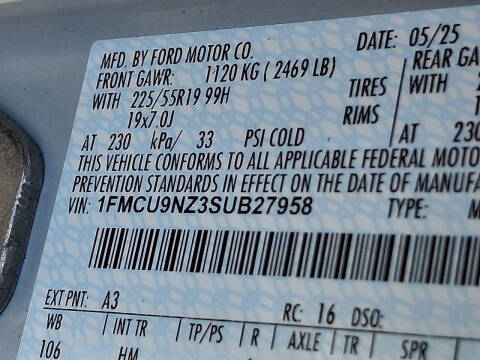 MFD. BY FORD MOTOR CO. DATE: 05/25
FRONT GAWR: 1120 KG (2469 LB) REAR GA
WITH 225/55R19 99H TIRES WITH
19x7.0J RIMS
AT 230 kPa/ 33 PSI COLD AT 230
THIS VEHICLE CONFORMS TO ALL APPLICABLE FEDERAL MOTO
PREVENTION STANDARDS IN EFFECT ON THE DATE OF MANUFA
VIN: 1FMCU9NZ3SUB27958 TYPE: M
EXT PNT: A3 RC: 16 DSO:
WB INT TR TP/PS R AXLE TR SPR
106 HM